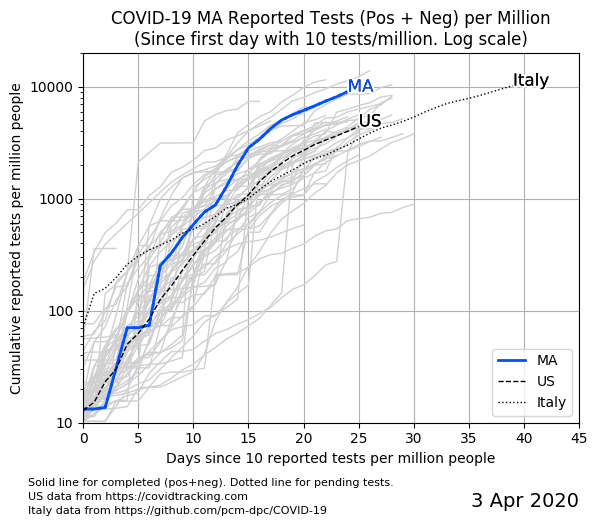 COVID-19 MA Reported Tests (Pos + Neg) per Million
(Since first day with 10 tests/million. Log scale)
Cumulative reported tests per million people
10000
1000
100
10
MA
US
Italy
MA
US
Italy
0 5 10 15 20 25 30 35 40 45
Days since 10 reported tests per million people
Solid line for completed (pos+neg). Dotted line for pending tests.
US data from https://covidtracking.com
Italy data from https://github.com/pcm-dpc/COVID-19
3 Apr 2020